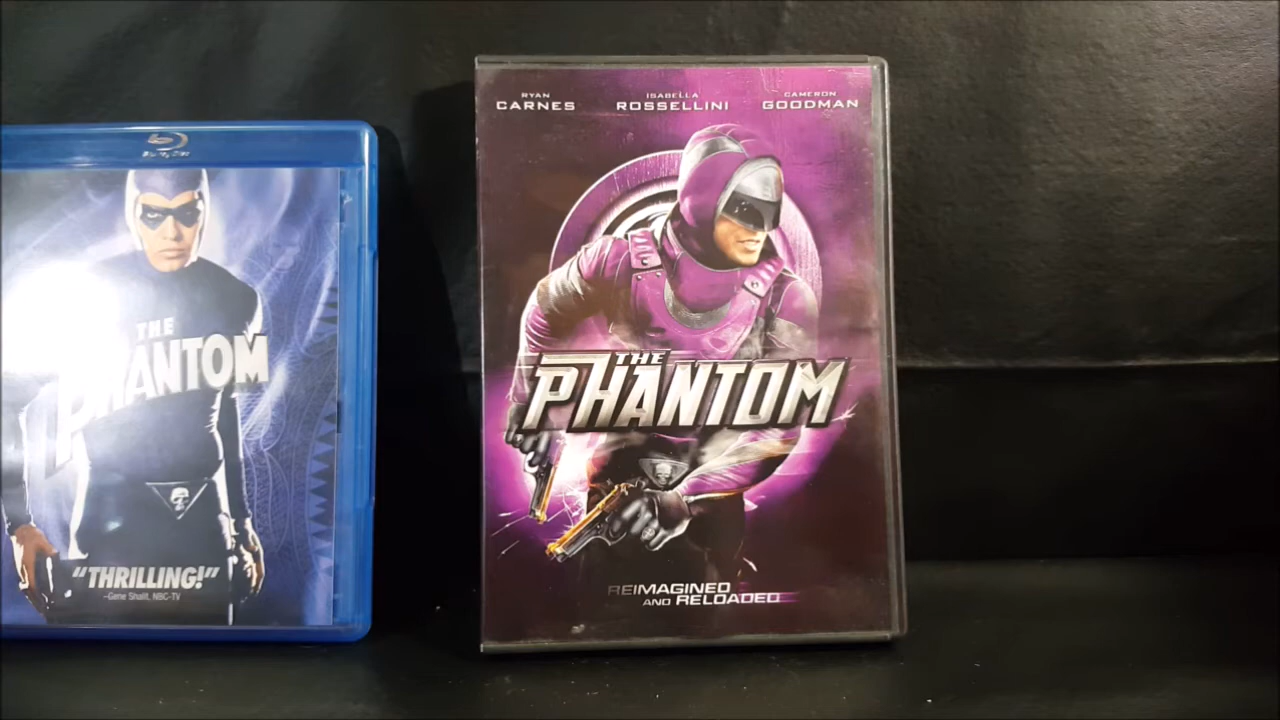 Blu-ray Disc
THE
PHANTOM
"THRILLING!"
–Gene Shalit, NBC-TV
RYAN
CARNES
ISABELLA
ROSSELLINI
CAMERON
GOODMAN
THE
PHANTOM
REIMAGINED
AND RELOADED